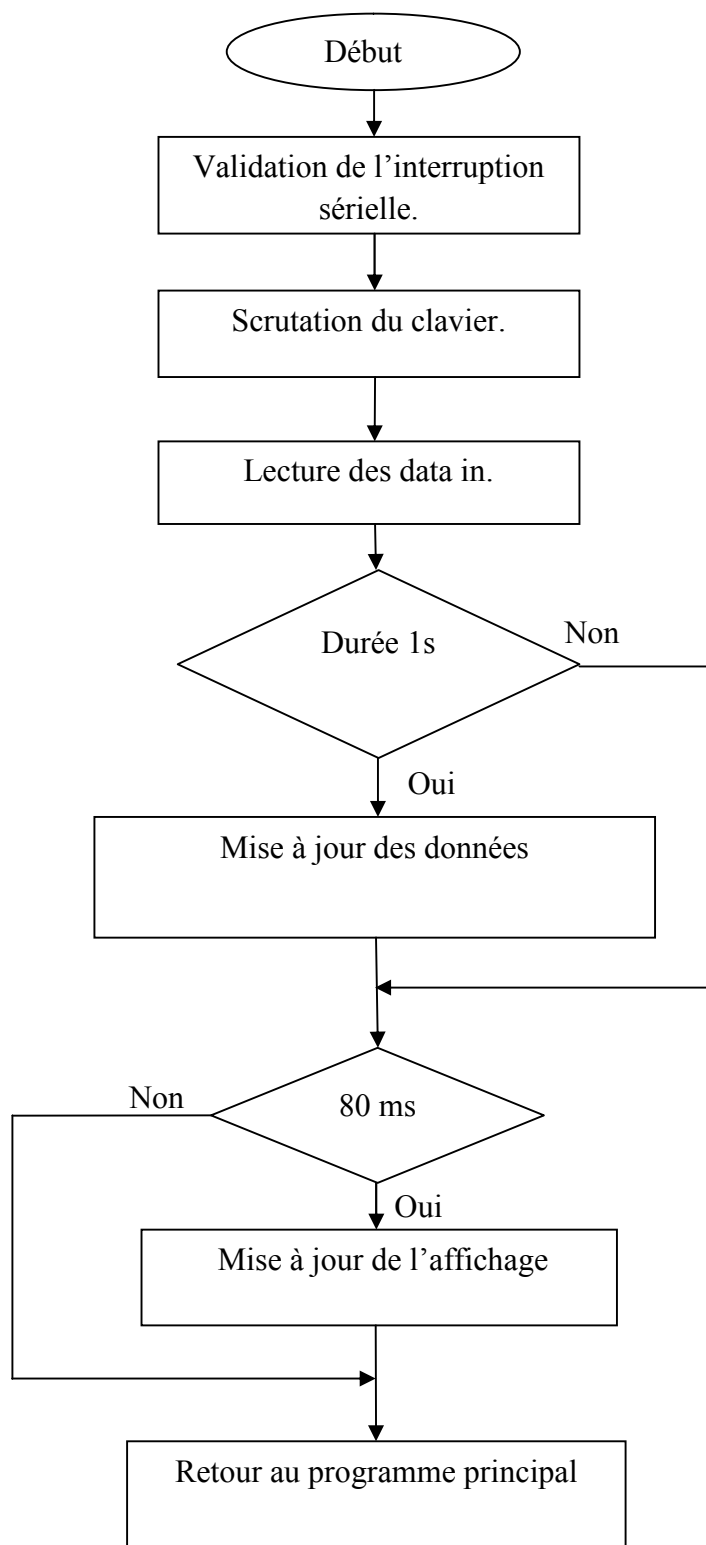 Début
Validation de l’interruption
sérielle.
Scrutation du clavier.
Lecture des data in.
Durée 1s
Non
Oui
Mise à jour des données
Non
80 ms
Oui
Mise à jour de l’affichage
Retour au programme principal